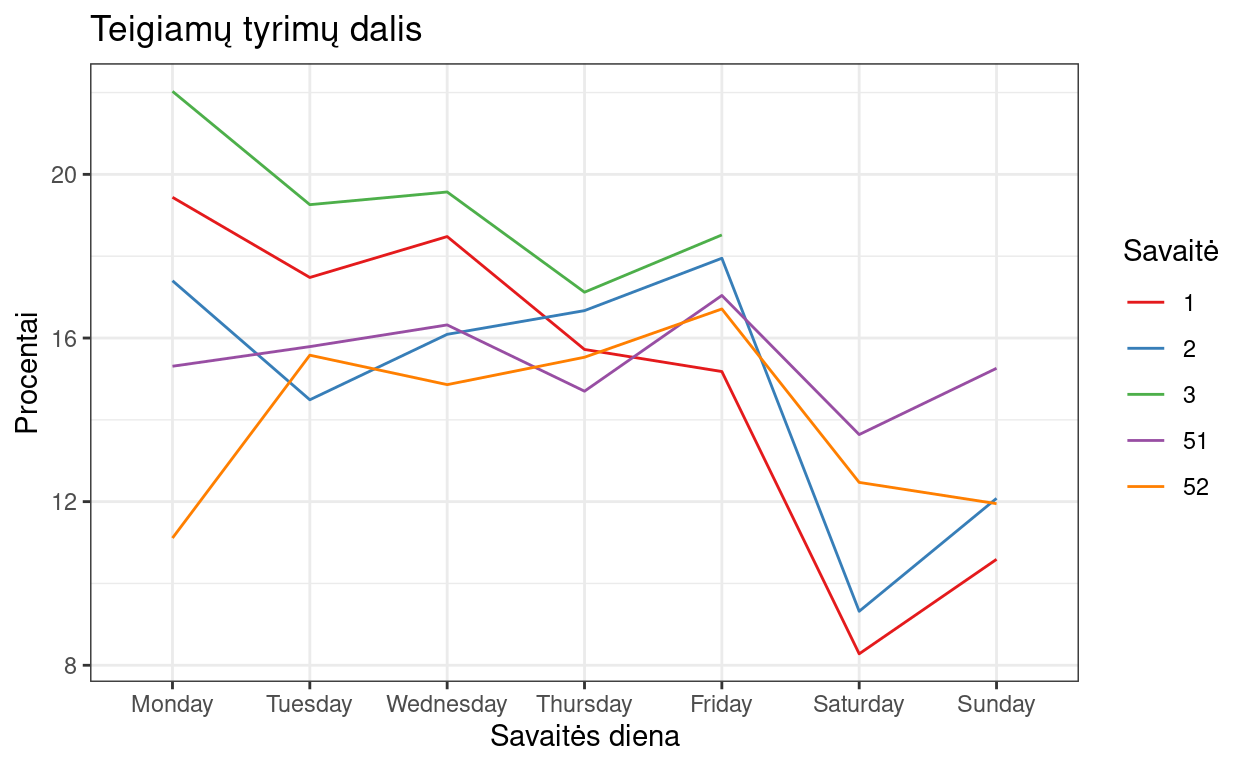 Teigiamų tyrimų dalis
Procentai
20
16
12
8
Monday Tuesday Wednesday Thursday Friday Saturday Sunday
Savaitės diena
Savaitė
1
2
3
51
52